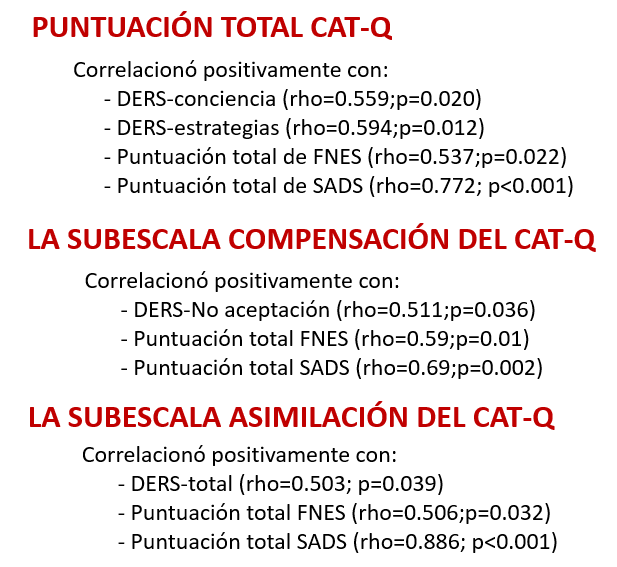 PUNTUACIÓN TOTAL CAT-Q
Correlacionó positivamente con:
- DERS-conciencia (rho=0.559;p=0.020)
- DERS-estrategias (rho=0.594;p=0.012)
- Puntuación total de FNES (rho=0.537;p=0.022)
- Puntuación total de SADS (rho=0.772; p<0.001)
LA SUBESCALA COMPENSACIÓN DEL CAT-Q
Correlacionó positivamente con:
- DERS-No aceptación (rho=0.511;p=0.036)
- Puntuación total FNES (rho=0.59;p=0.01)
- Puntuación total SADS (rho=0.69;p=0.002)
LA SUBESCALA ASIMILACIÓN DEL CAT-Q
Correlacionó positivamente con:
- DERS-total (rho=0.503; p=0.039)
- Puntuación total FNES (rho=0.506;p=0.032)
- Puntuación total SADS (rho=0.886; p<0.001)